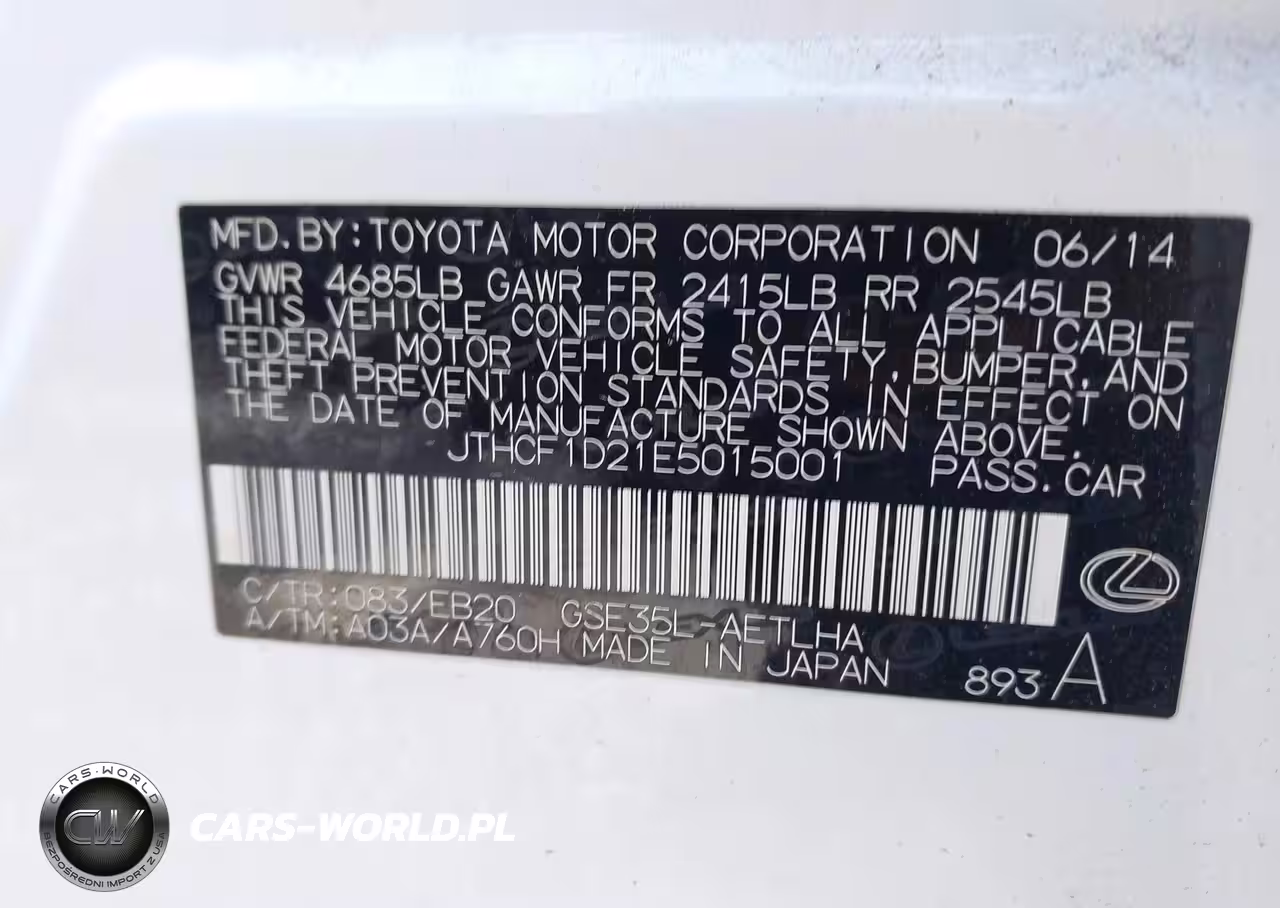 MFD.BY:TOYOTA MOTOR CORPORATION 06/14
GVWR 4685LB GAWR FR 2415LB RR 2545LB
THIS VEHICLE CONFORMS TO ALL APPLICABLE
FEDERAL MOTOR VEHICLE SAFETY, BUMPER, AND
THEFT PREVENTION STANDARDS IN EFFECT ON
THE DATE OF MANUFACTURE SHOWN ABOVE.
JTHCF1D21E5015001 PASS.CAR
C/TR:083/EB20 GSE35L-AETLHA
A/TM:A03A/A760H MADE IN JAPAN 893 A
CARS-WORLD
CW
BEZPOŚREDNI IMPORT Z USA
CARS-WORLD.PL